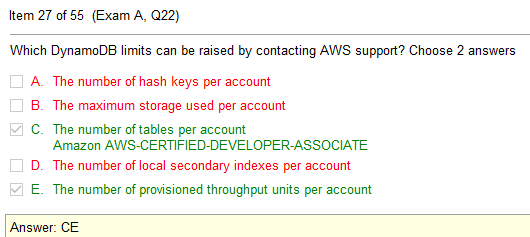 Item 27 of 55 (Exam A, Q22)
Which DynamoDB limits can be raised by contacting AWS support? Choose 2 answers
A. The number of hash keys per account
B. The maximum storage used per account
C. The number of tables per account
Amazon AWS-CERTIFIED-DEVELOPER-ASSOCIATE
D. The number of local secondary indexes per account
E. The number of provisioned throughput units per account
Answer: CE